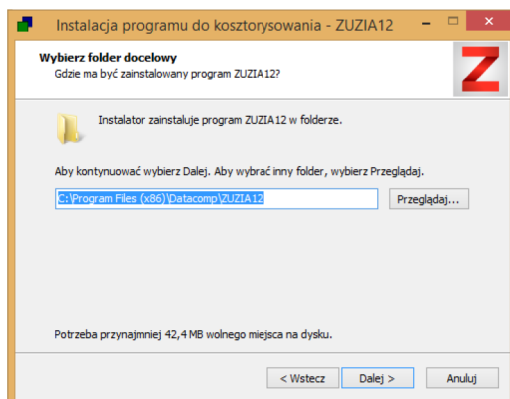 Instalacja programu do kosztorysowania - ZUZIA12
Wybierz folder docelowy
Gdzie ma być zainstalowany program ZUZIA12?
Z
Instalator zainstaluje program ZUZIA12 w folderze.
Aby kontynuować wybierz Dalej. Aby wybrać inny folder, wybierz Przeglądaj.
C:\Program Files (x86)\Datacomp\ZUZIA12
Przeglądaj...
Potrzeba przynajmniej 42,4 MB wolnego miejsca na dysku.
< Wstecz
Dalej >
Anuluj